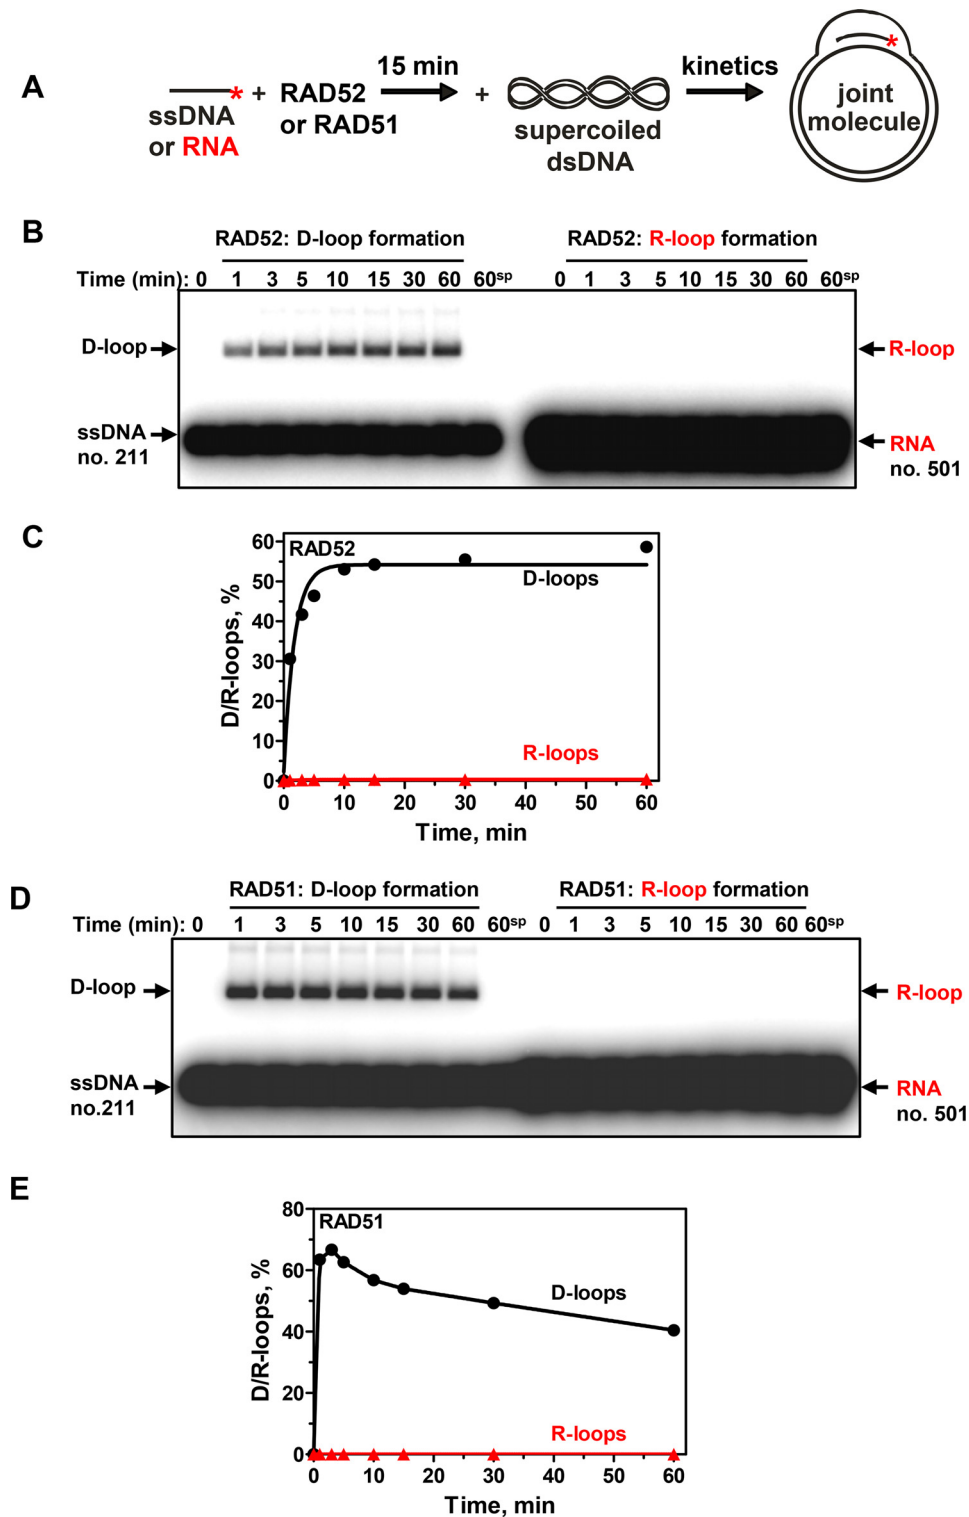 A
ssDNA
or RNA
* + RAD52
or RAD51
15 min
+
supercoiled
dsDNA
kinetics
*
joint
molecule
B
RAD52: D-loop formation
RAD52: R-loop formation
Time (min): 0 1 3 5 10 15 30 60 60sp 0 1 3 5 10 15 30 60 60sp
D-loop
R-loop
ssDNA
no. 211
RNA
no. 501
C
RAD52
D/R-loops, %
60
50
40
30
20
10
0
D-loops
R-loops
0 10 20 30 40 50 60
Time, min
D
RAD51: D-loop formation
RAD51: R-loop formation
Time (min): 0 1 3 5 10 15 30 60 60sp 0 1 3 5 10 15 30 60 60sp
D-loop
R-loop
ssDNA
no.211
RNA
no. 501
E
RAD51
D/R-loops, %
80
60
40
20
0
D-loops
R-loops
0 10 20 30 40 50 60
Time, min